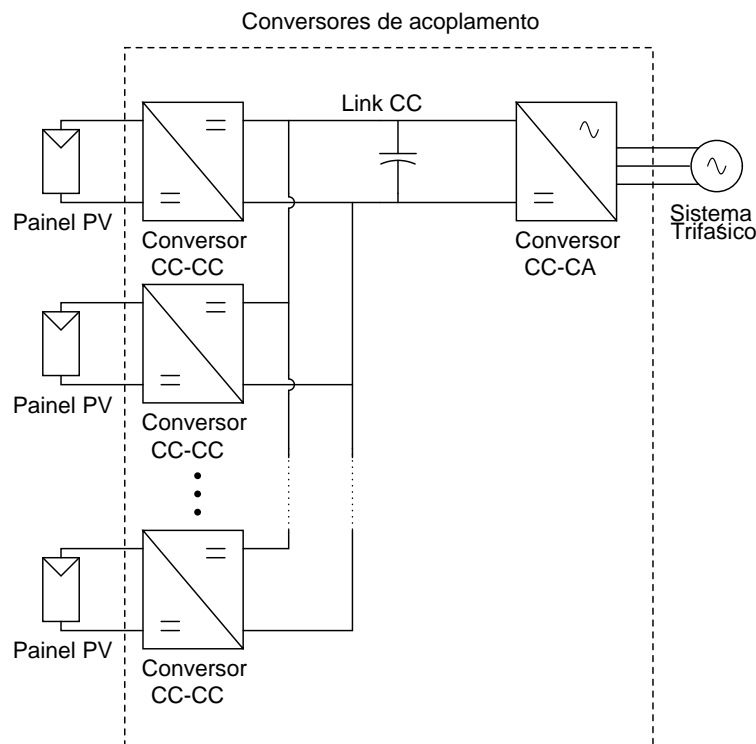 Conversores de acoplamento
Link CC
Painel PV
Conversor
CC-CC
Conversor
CC-CA
Sistema
Trifásico
Painel PV
Conversor
CC-CC
Painel PV
Conversor
CC-CC